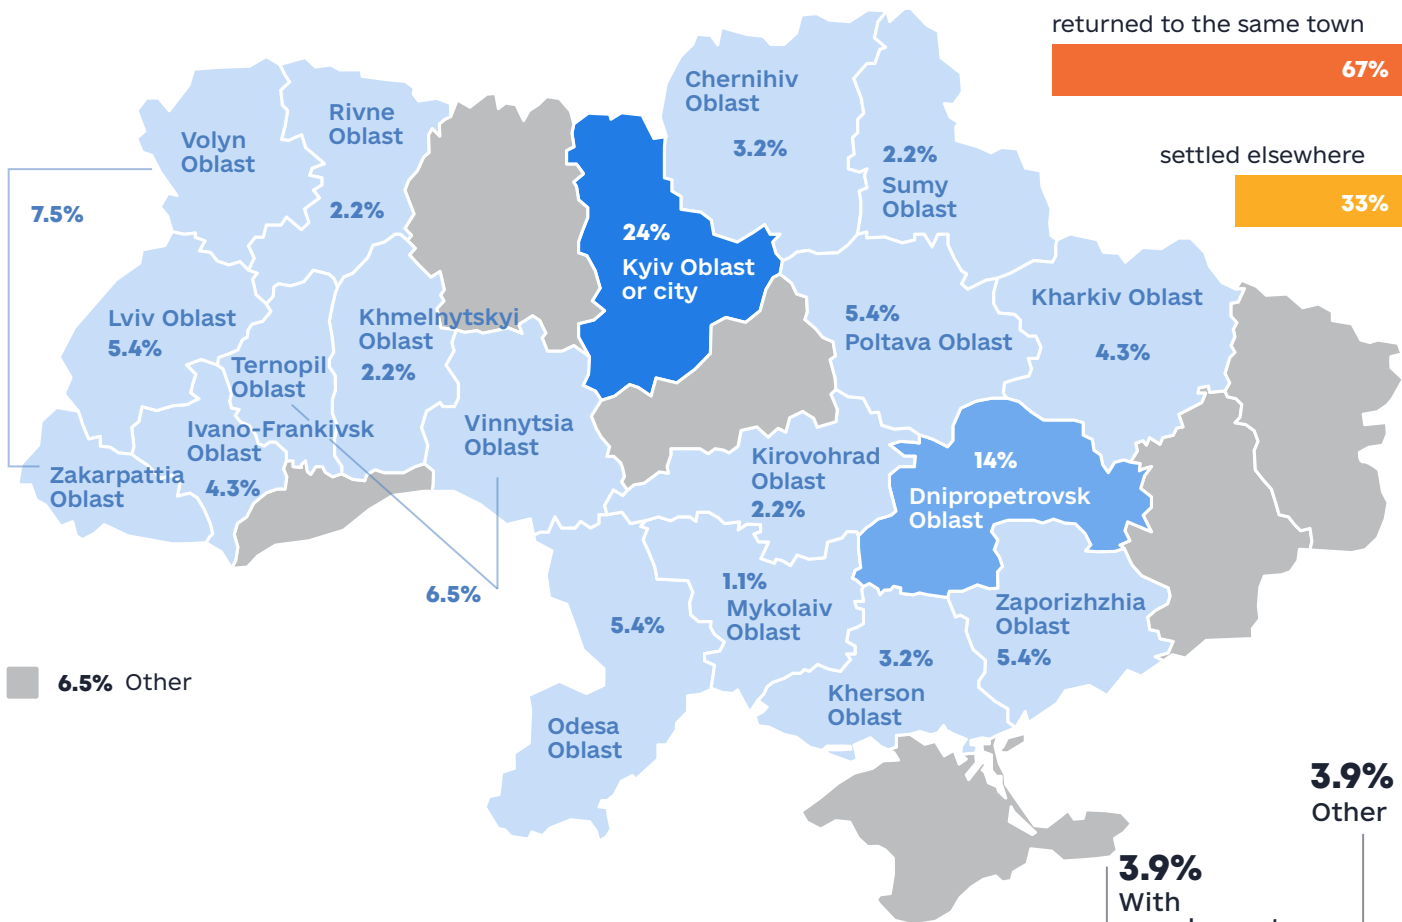 returned to the same town
67%
settled elsewhere
33%
Chernihiv
Oblast
3.2%
Rivne
Oblast
2.2%
Volyn
Oblast
7.5%
2.2%
Sumy
Oblast
24%
Kyiv Oblast
or city
Lviv Oblast
5.4%
Khmelnytskyi
Oblast
2.2%
Ternopil
Oblast
5.4%
Poltava Oblast
Kharkiv Oblast
4.3%
Ivano-Frankivsk
Oblast
4.3%
Vinnytsia
Oblast
Zakarpattia
Oblast
Kirovohrad
Oblast
2.2%
14%
Dnipropetrovsk
Oblast
6.5%
1.1%
Mykolaiv
Oblast
5.4%
Odesa
Oblast
3.2%
Kherson
Oblast
Zaporizhzhia
Oblast
5.4%
6.5% Other
3.9%
Other
3.9%
With